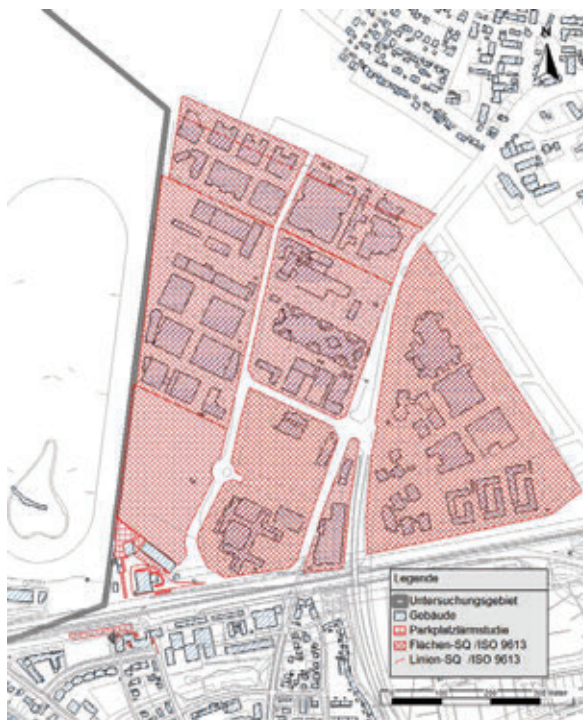 N
Legende
Untersuchungsgebiet
Gebäude
Parkplatzlärmstudie
Flächen-SQ /ISO 9613
Linien-SQ /ISO 9613